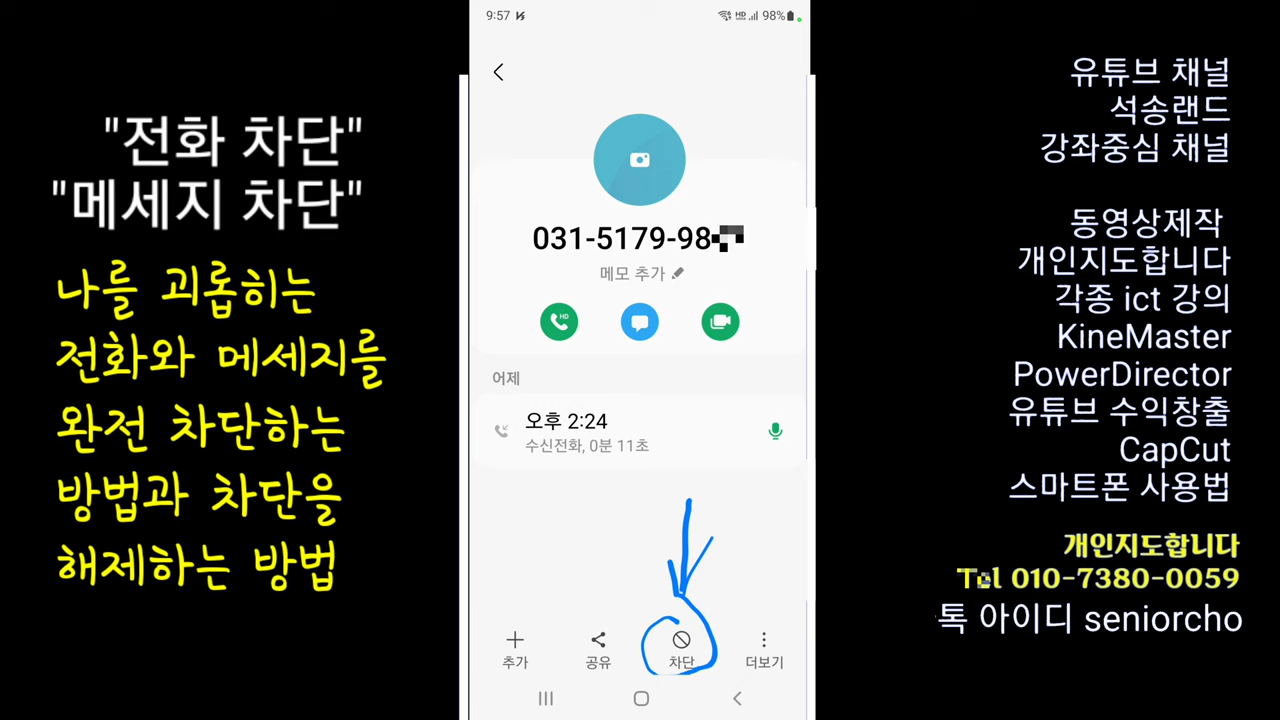 "전화 차단"
"메세지 차단"
나를 괴롭히는
전화와 메세지를
완전 차단하는
방법과 차단을
해제하는 방법
9:57
98%
031-5179-98
메모 추가
HD
어제
오후 2:24
수신전화, 0분 11초
추가
공유
차단
더보기
유튜브 채널
석송랜드
강좌중심 채널
동영상제작
개인지도합니다
각종 ict 강의
KineMaster
PowerDirector
유튜브 수익창출
CapCut
스마트폰 사용법
개인지도합니다
Tel 010-7380-0059
톡 아이디 seniorcho